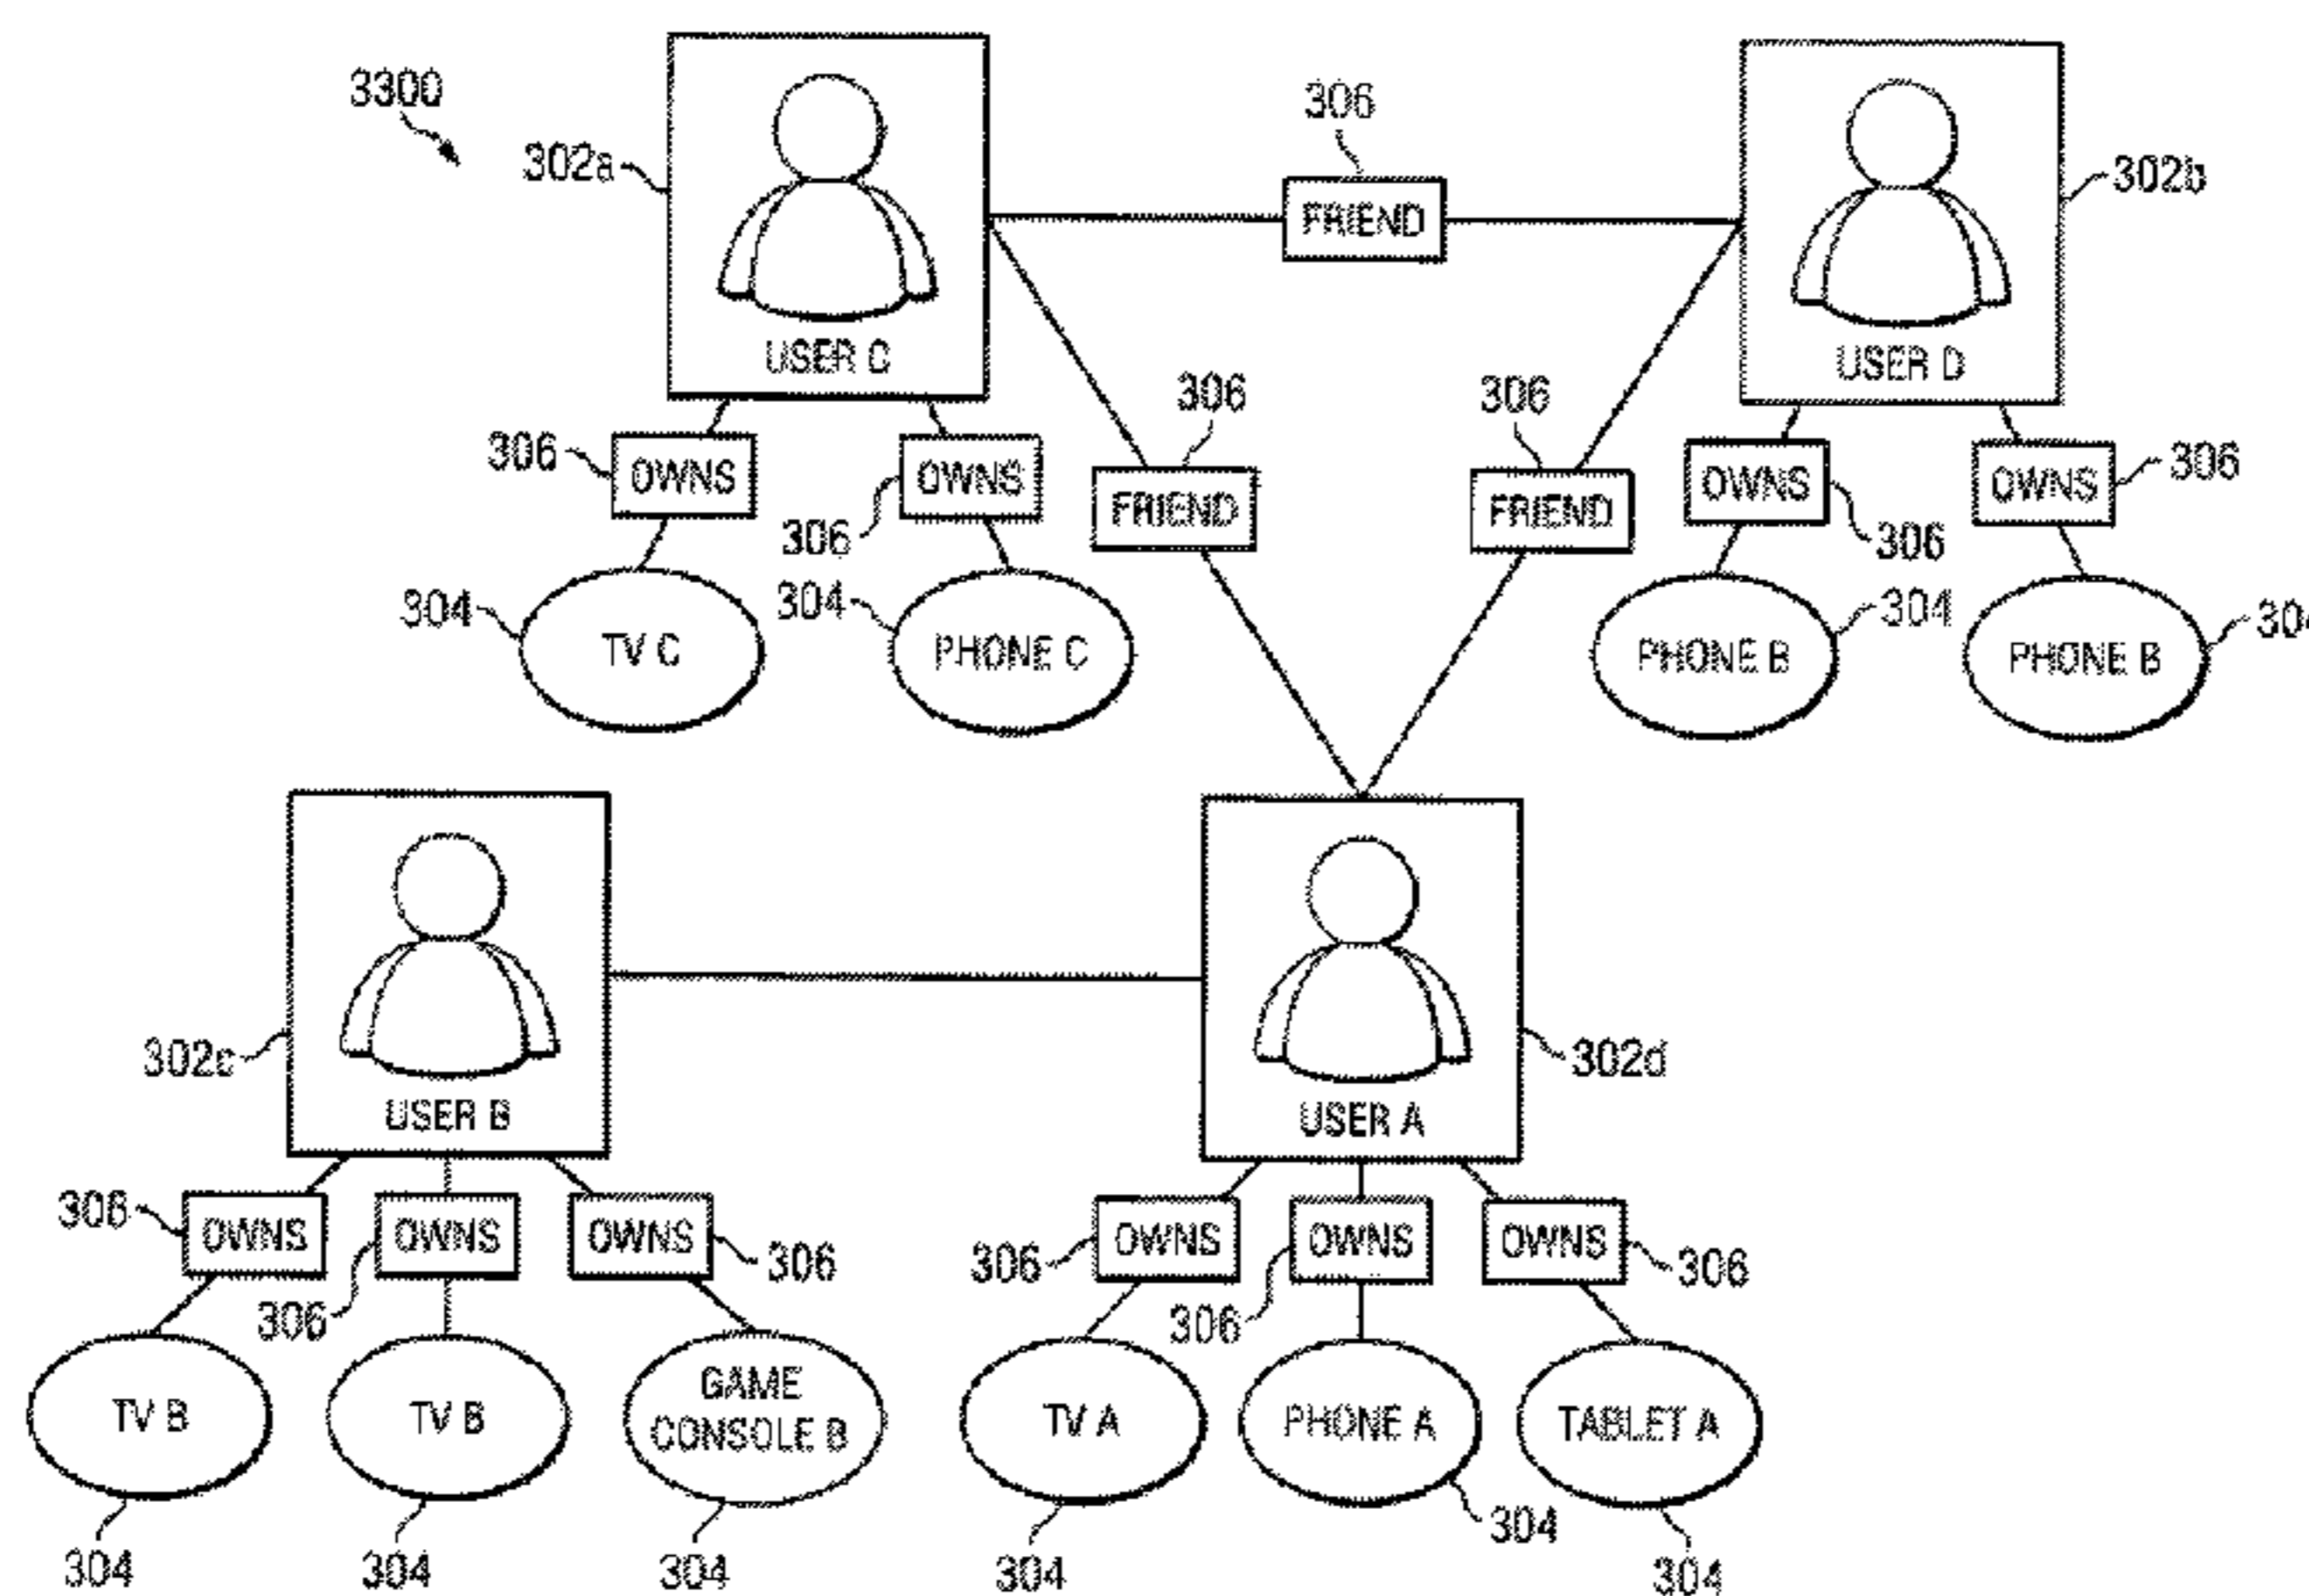 3300
302a
306
302b
FRIEND
USER C
USER D
306
306
306
OWNS
OWNS
306
FRIEND
FRIEND
OWNS
306
OWNS
306
304
TV C
304
PHONE C
PHONE B
304
PHONE B
304
302c
USER B
302d
USER A
306
OWNS
306
OWNS
OWNS
306
306
OWNS
306
OWNS
OWNS
306
TV B
TV B
GAME
CONSOLE B
TV A
PHONE A
TABLET A
304
304
304
304
304
304